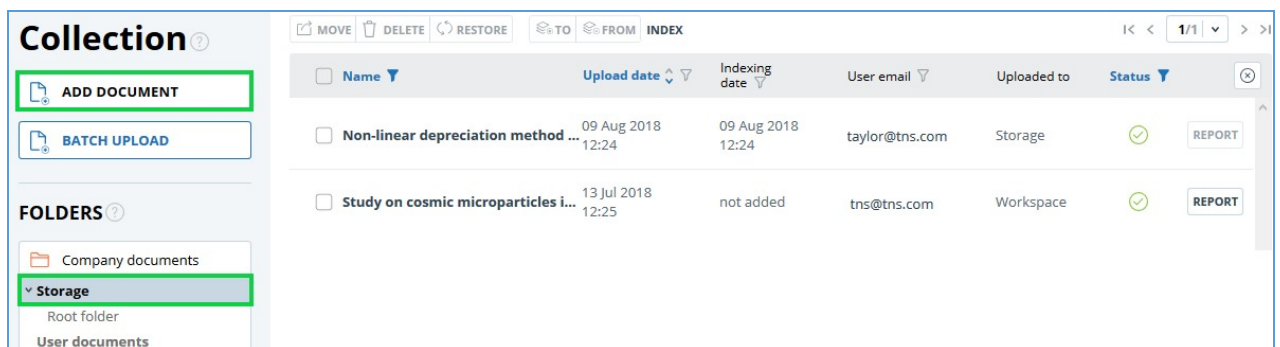 Collection ?
ADD DOCUMENT
BATCH UPLOAD
FOLDERS ?
Company documents
Storage
Root folder
User documents
MOVE DELETE RESTORE TO FROM INDEX
1/1
Name Upload date Indexing date User email Uploaded to Status
Non-linear depreciation method ... 09 Aug 2018 12:24 09 Aug 2018 12:24 taylor@tns.com Storage REPORT
Study on cosmic microparticles i... 13 Jul 2018 12:25 not added tns@tns.com Workspace REPORT